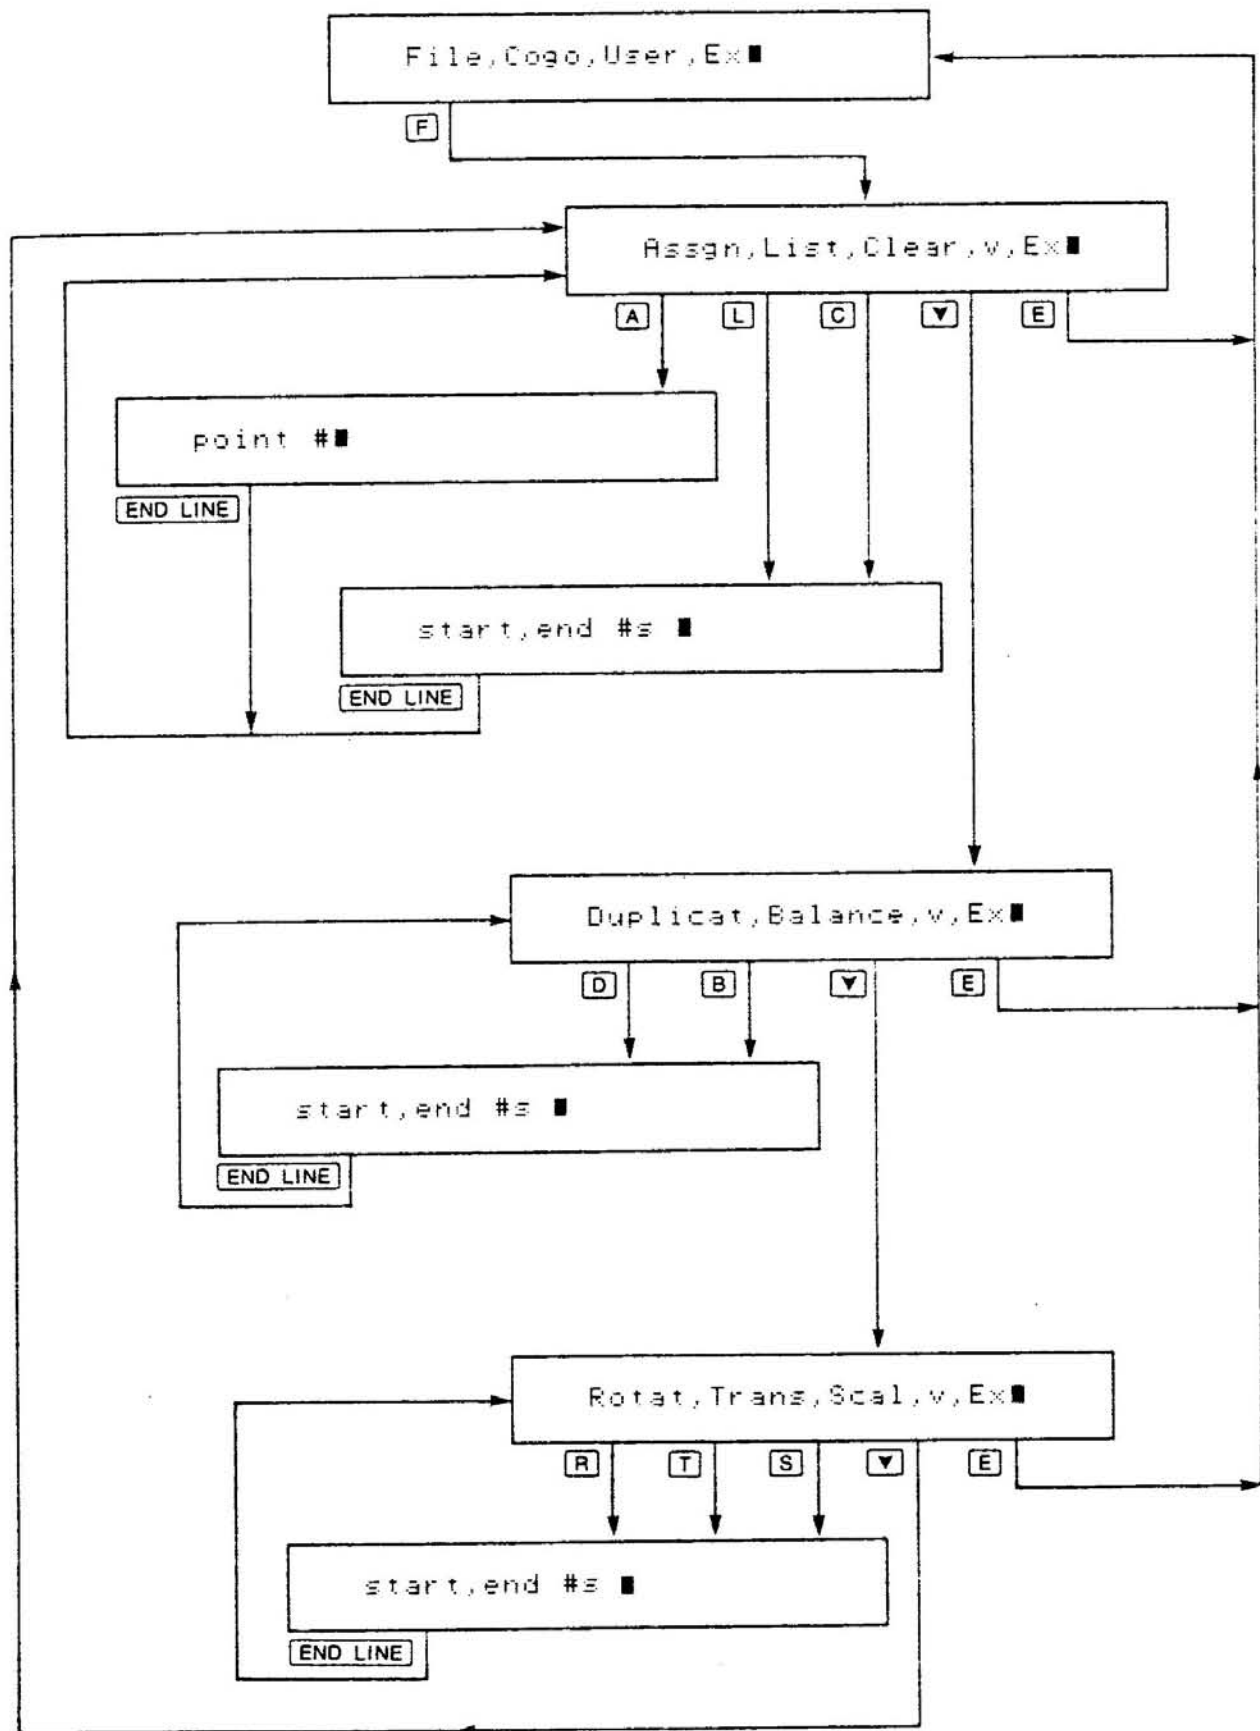 File,Cogo,User,Ex
F
Assgn,List,Clear,v,Ex
A L C ▼ E
point #
END LINE
start,end #s
END LINE
Duplicat,Balance,v,Ex
D B ▼ E
start,end #s
END LINE
Rotat,Trans,Scal,v,Ex
R T S ▼ E
start,end #s
END LINE